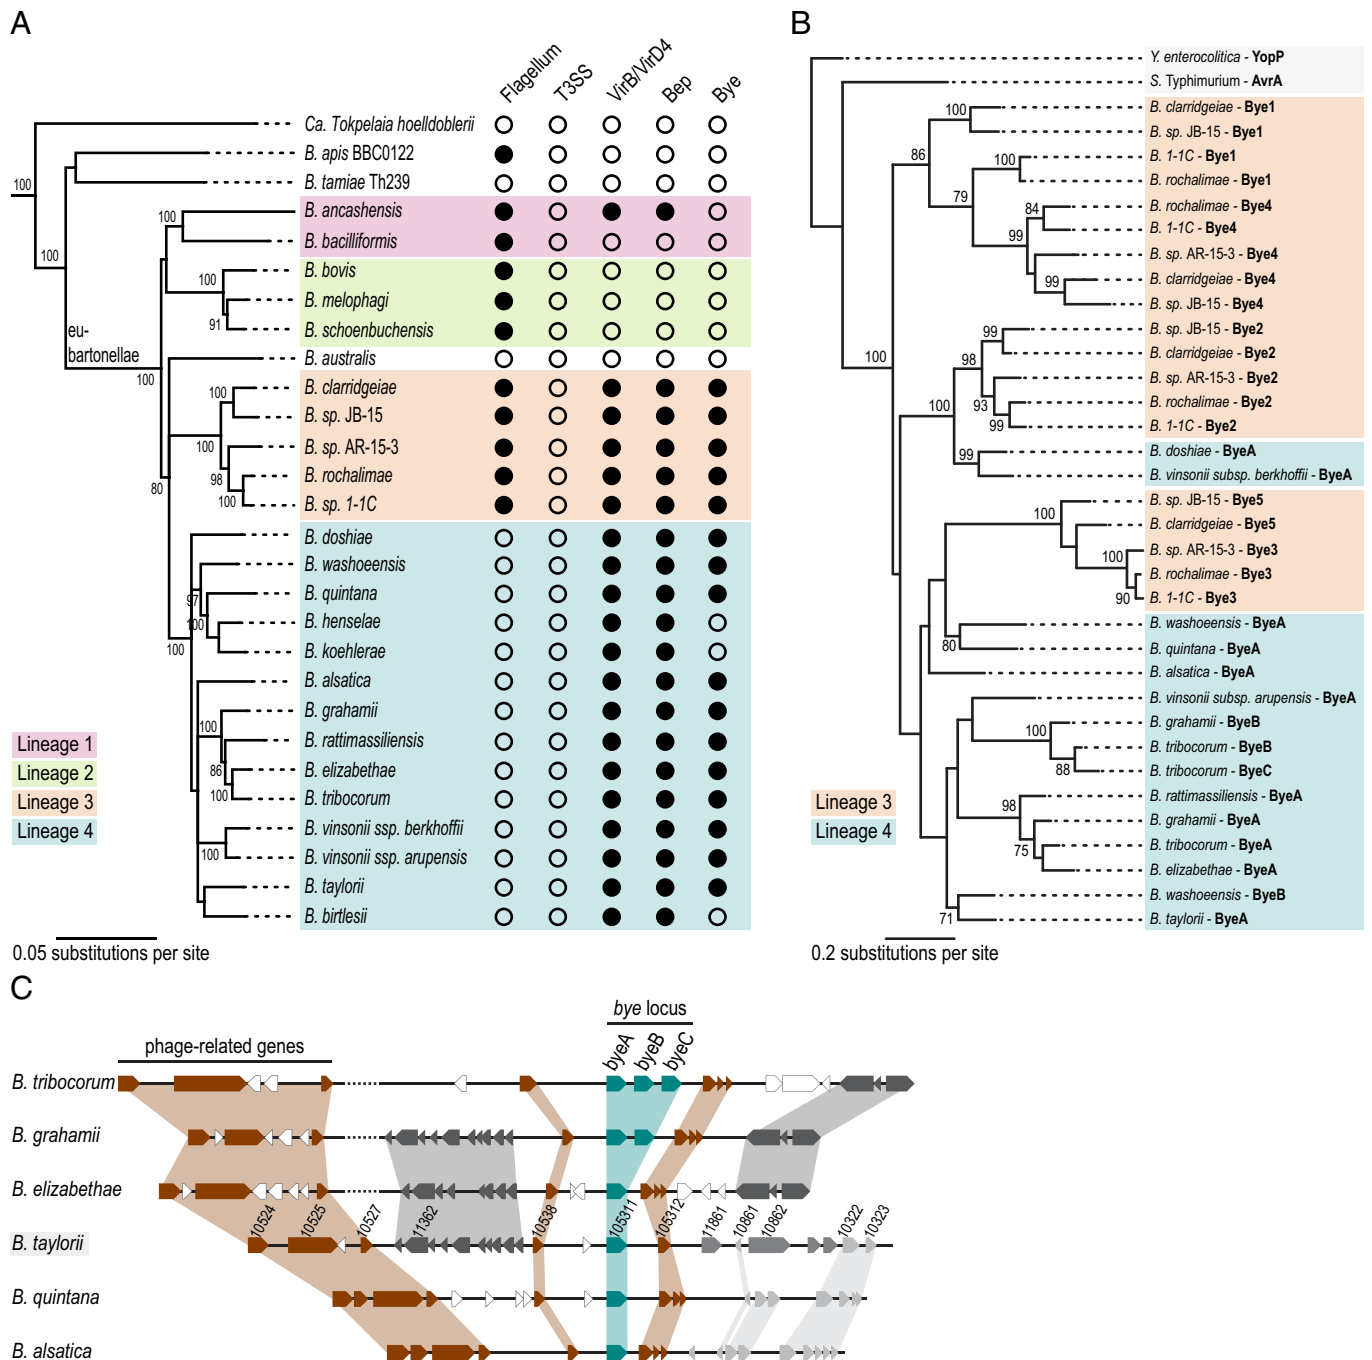 A
Flagellum
T3SS
VirB/VirD4
Bep
Bye
Ca. Tokpelaia hoelldoblerii
B. apis BBC0122
B. tamiae Th239
B. ancashensis
B. bacilliformis
B. bovis
B. melophagi
B. schoenbuchensis
B. australis
B. clarridgeiae
B. sp. JB-15
B. sp. AR-15-3
B. rochalimae
B. sp. 1-1C
B. doshiae
B. washoeensis
B. quintana
B. henselae
B. koehlerae
B. alsatica
B. grahamii
B. rattimassiliensis
B. elizabethae
B. tribocorum
B. vinsonii ssp. berkhoffii
B. vinsonii ssp. arupensis
B. taylorii
B. birtlesii
100
100
100
100
91
eu-
bartonellae
100
100
100
98
100
80
97
100
100
100
86
100
100
Lineage 1
Lineage 2
Lineage 3
Lineage 4
0.05 substitutions per site
B
Y. enterocolitica - YopP
S. Typhimurium - AvrA
B. clarridgeiae - Bye1
B. sp. JB-15 - Bye1
B. 1-1C - Bye1
B. rochalimae - Bye1
B. rochalimae - Bye4
B. 1-1C - Bye4
B. sp. AR-15-3 - Bye4
B. clarridgeiae - Bye4
B. sp. JB-15 - Bye4
B. sp. JB-15 - Bye2
B. clarridgeiae - Bye2
B. sp. AR-15-3 - Bye2
B. rochalimae - Bye2
B. 1-1C - Bye2
B. doshiae - ByeA
B. vinsonii subsp. berkhoffii - ByeA
B. sp. JB-15 - Bye5
B. clarridgeiae - Bye5
B. sp. AR-15-3 - Bye3
B. rochalimae - Bye3
B. 1-1C - Bye3
B. washoeensis - ByeA
B. quintana - ByeA
B. alsatica - ByeA
B. vinsonii subsp. arupensis - ByeA
B. grahamii - ByeB
B. tribocorum - ByeB
B. tribocorum - ByeC
B. rattimassiliensis - ByeA
B. grahamii - ByeA
B. tribocorum - ByeA
B. elizabethae - ByeA
B. washoeensis - ByeB
B. taylorii - ByeA
100
86
100
79
84
99
99
100
99
98
93
99
100
99
100
100
90
80
100
88
98
75
71
Lineage 3
Lineage 4
0.2 substitutions per site
C
bye locus
phage-related genes
byeA
byeB
byeC
B. tribocorum
B. grahamii
B. elizabethae
10524
10525
10527
11362
10538
105311
105312
11861
10861
10862
10322
10323
B. taylorii
B. quintana
B. alsatica